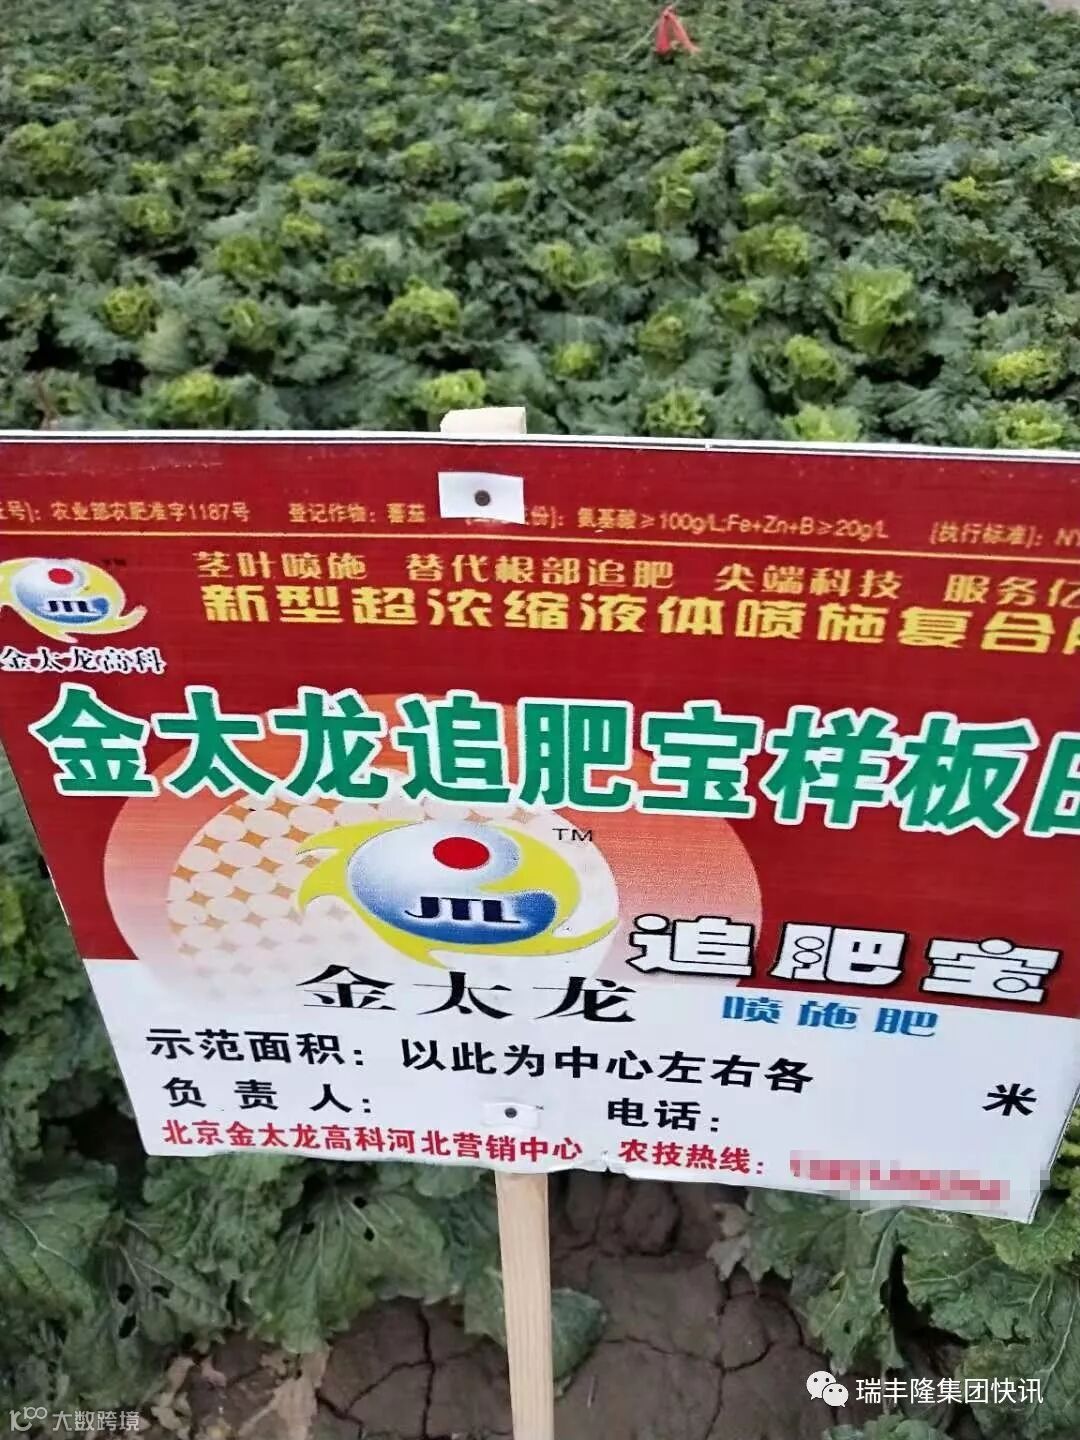 号]: 农业部农肥准字1187号 登记作物: 蕃茄 份]: 氨基酸≥100g/L;Fe+Zn+B≥20g/L [执行标准]: NY
茎叶喷施 替代根部追肥 尖端科技 服务亿
新型超浓缩液体喷施复合
JTL
TM
金太龙高科
金太龙追肥宝样板田
TM
JTL
金太龙
追肥宝
喷施肥
示范面积: 以此为中心左右各 米
负责人: 电话:
北京金太龙高科河北营销中心 农技热线:
瑞丰隆集团快讯
大数跨境